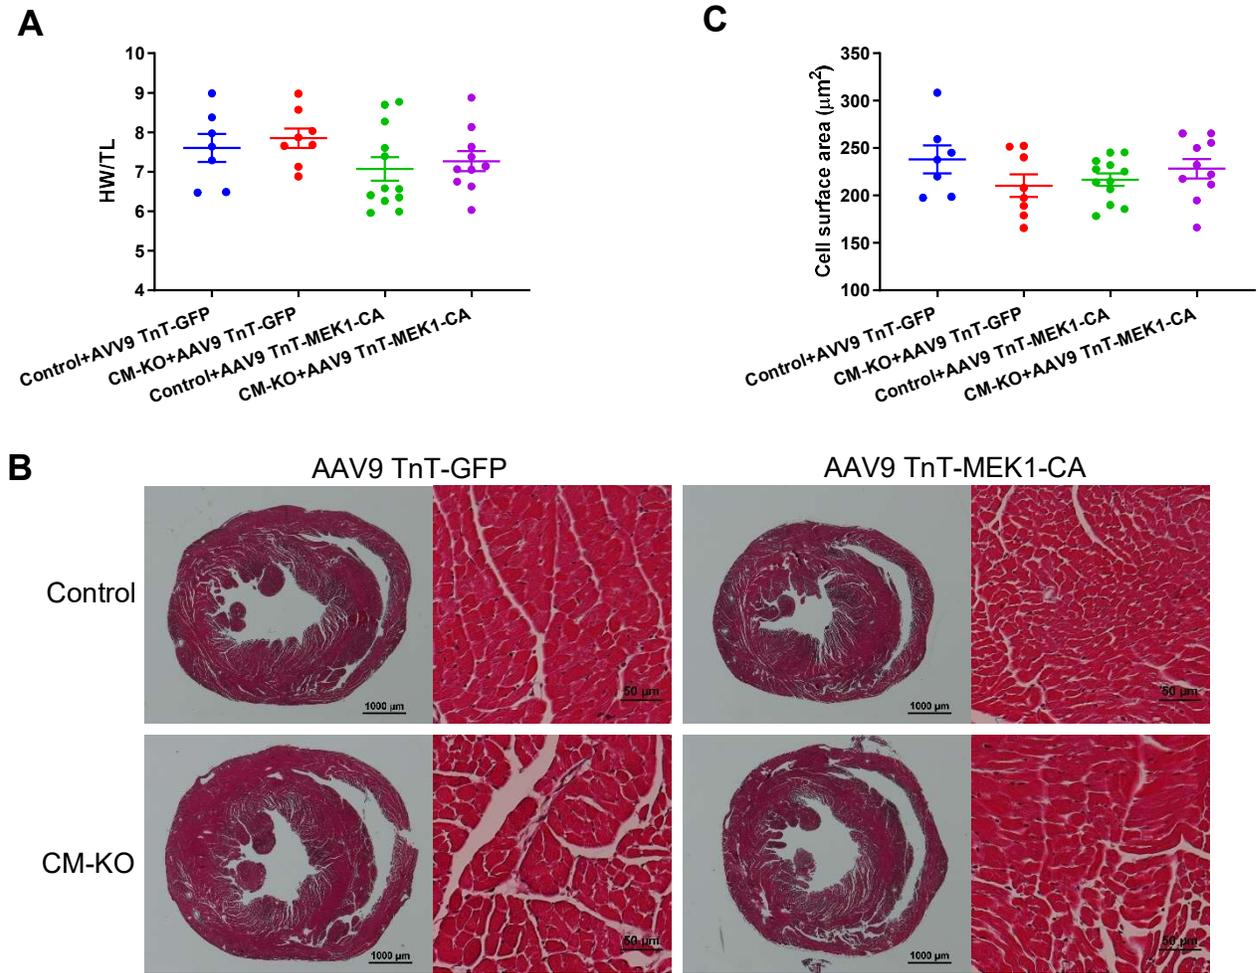 A
10
9
8
7
6
5
4
HW/TL
Control+AVV9 TnT-GFP
CM-KO+AAV9 TnT-GFP
Control+AAV9 TnT-MEK1-CA
CM-KO+AAV9 TnT-MEK1-CA
C
350
300
250
200
150
100
Cell surface area (µm²)
Control+AVV9 TnT-GFP
CM-KO+AAV9 TnT-GFP
Control+AAV9 TnT-MEK1-CA
CM-KO+AAV9 TnT-MEK1-CA
B
AAV9 TnT-GFP
AAV9 TnT-MEK1-CA
Control
1000 µm
50 µm
1000 µm
50 µm
CM-KO
1000 µm
50 µm
1000 µm
50 µm